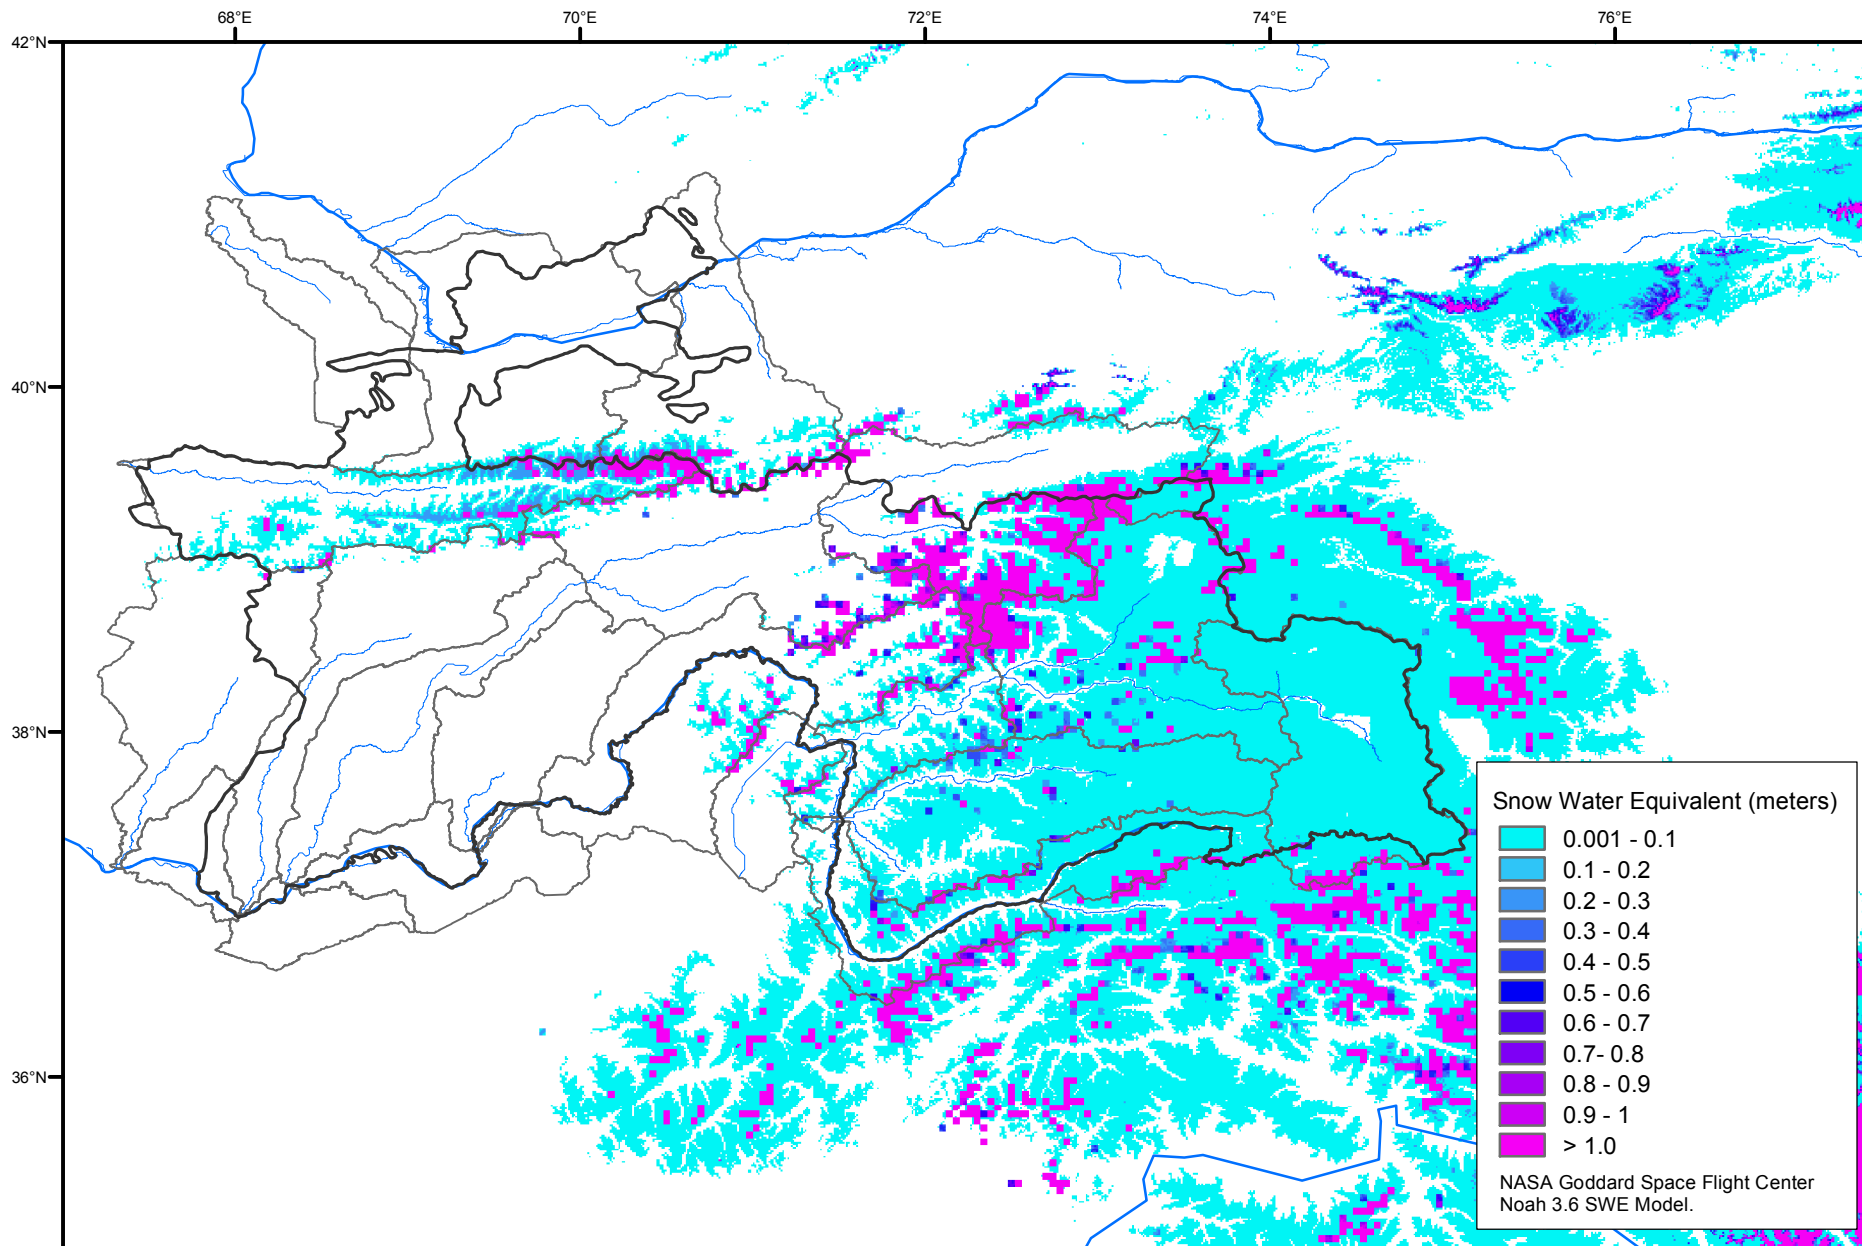 68°E
70°E
72°E
74°E
76°E
42°N
40°N
38°N
36°N
Snow Water Equivalent (meters)
0.001 - 0.1
0.1 - 0.2
0.2 - 0.3
0.3 - 0.4
0.4 - 0.5
0.5 - 0.6
0.6 - 0.7
0.7- 0.8
0.8 - 0.9
0.9 - 1
> 1.0
NASA Goddard Space Flight Center
Noah 3.6 SWE Model.